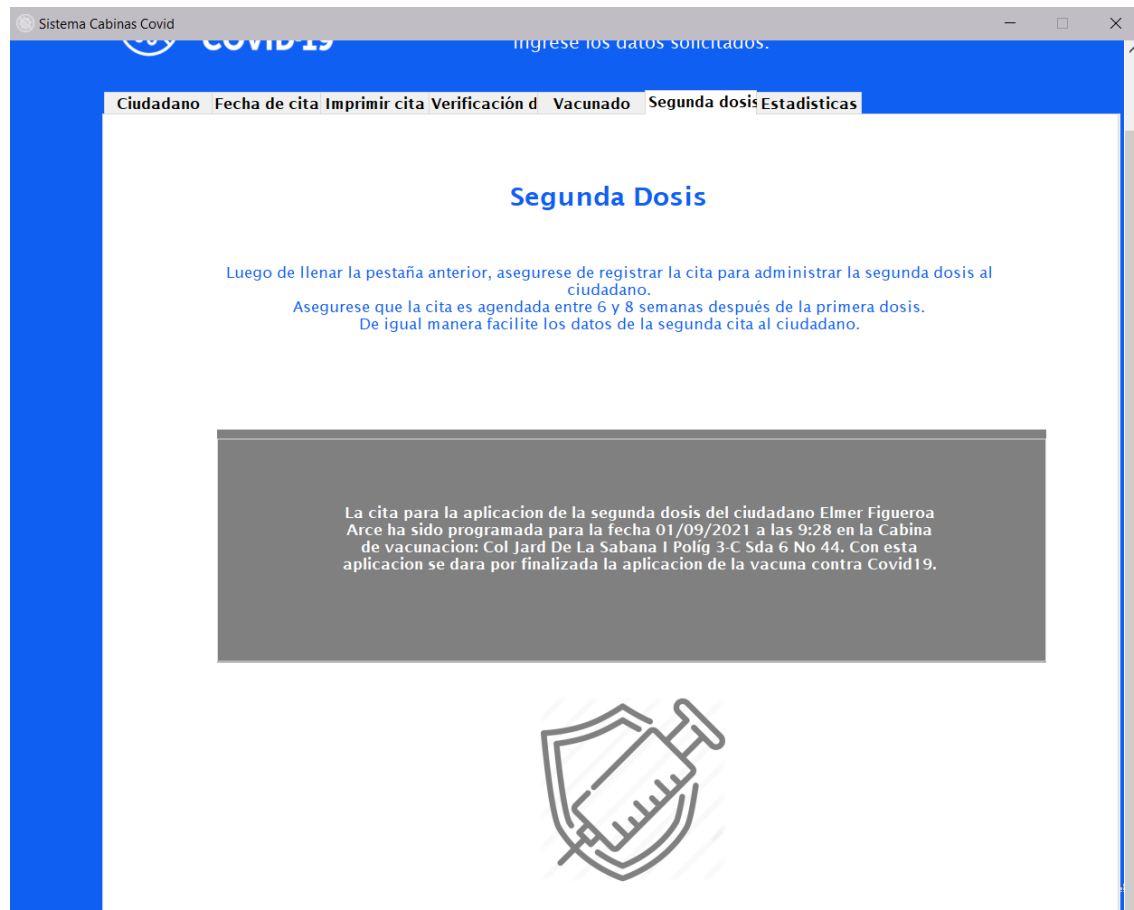 Sistema Cabinas Covid
COVID-19
Ingrese los datos solicitados.
Ciudadano Fecha de cita Imprimir cita Verificación d Vacunado Segunda dosis Estadisticas
Segunda Dosis
Luego de llenar la pestaña anterior, asegurese de registrar la cita para administrar la segunda dosis al
ciudadano.
Asegurese que la cita es agendada entre 6 y 8 semanas después de la primera dosis.
De igual manera facilite los datos de la segunda cita al ciudadano.
La cita para la aplicacion de la segunda dosis del ciudadano Elmer Figueroa
Arce ha sido programada para la fecha 01/09/2021 a las 9:28 en la Cabina
de vacunacion: Col Jard De La Sabana I Políg 3-C Sda 6 No 44. Con esta
aplicacion se dara por finalizada la aplicacion de la vacuna contra Covid19.